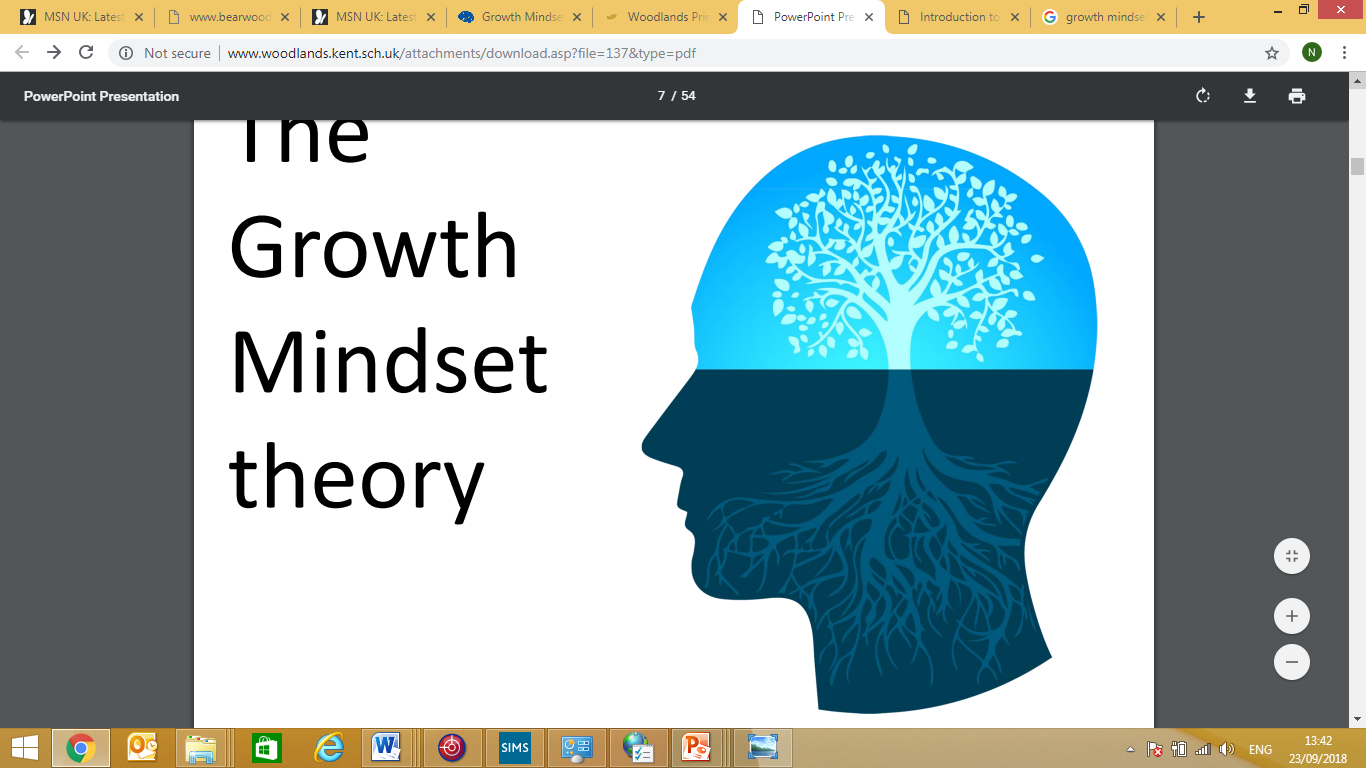 MSN UK: Latest
www.bearwood
MSN UK: Latest
Growth Mindse
Woodlands Pri
PowerPoint Pre
Introduction to
growth mindse
Not secure
www.woodlands.kent.sch.uk/attachments/download.asp?file=137&type=pdf
N
PowerPoint Presentation
7 / 54
The
Growth
Mindset
theory
SIMS
ENG
13:42
23/09/2018